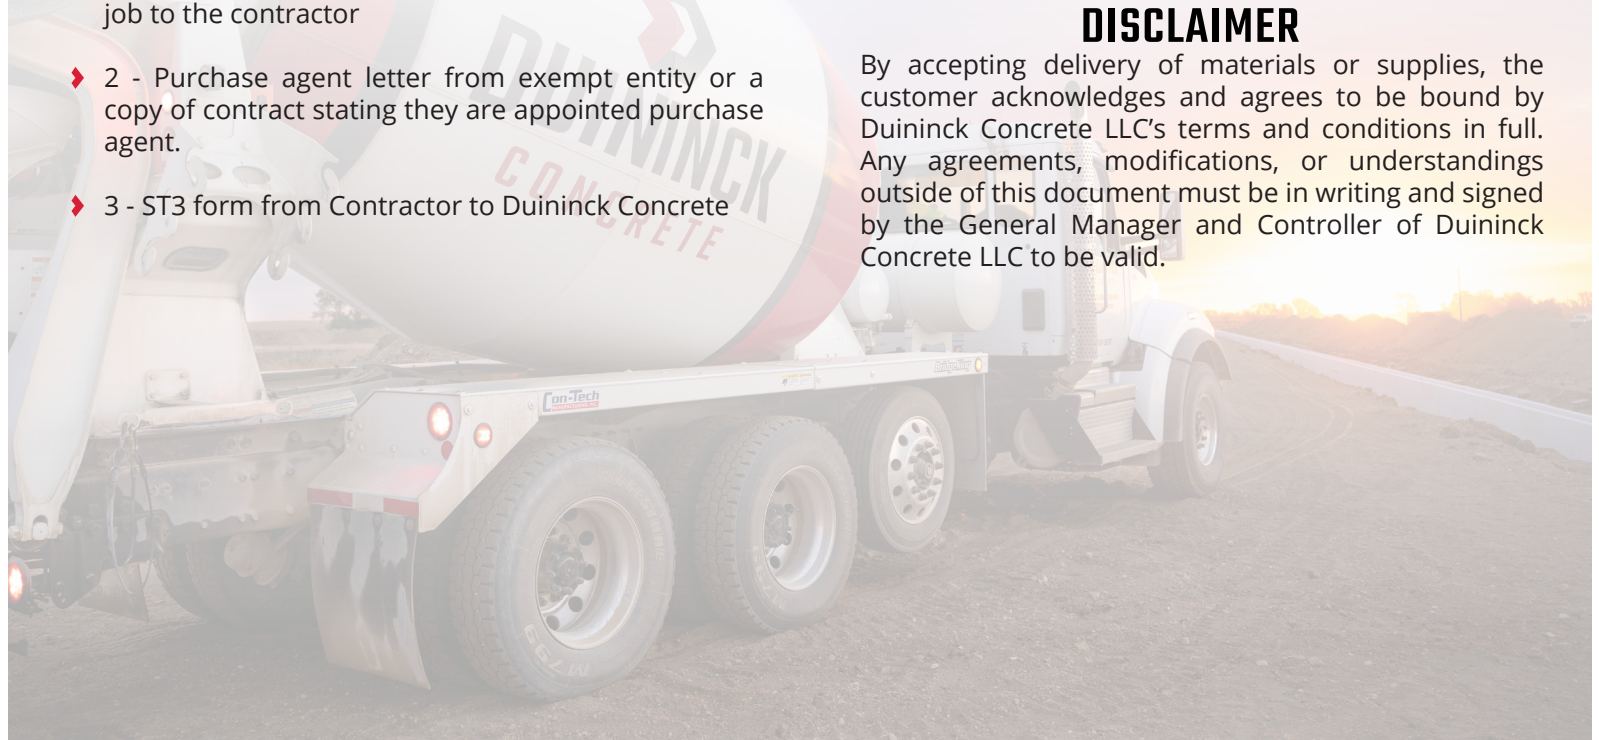 job to the contractor
2 - Purchase agent letter from exempt entity or a
copy of contract stating they are appointed purchase
agent.
3 - ST3 form from Contractor to Duininck Concrete
DISCLAIMER
By accepting delivery of materials or supplies, the
customer acknowledges and agrees to be bound by
Duininck Concrete LLC’s terms and conditions in full.
Any agreements, modifications, or understandings
outside of this document must be in writing and signed
by the General Manager and Controller of Duininck
Concrete LLC to be valid.
DUININCK
CONCRETE
Con-Tech
BridgeKing